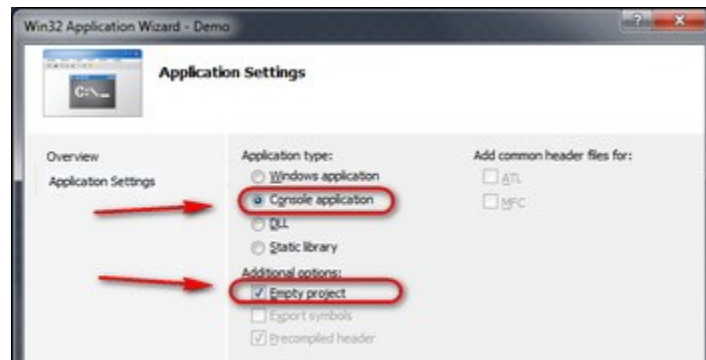 Win32 Application Wizard - Demo
C:\_
Application Settings
Overview
Application Settings
Application type:
Windows application
Console application
DLL
Static library
Additional options:
Empty project
Export symbols
Precompiled header
Add common header files for:
ATL
MFC